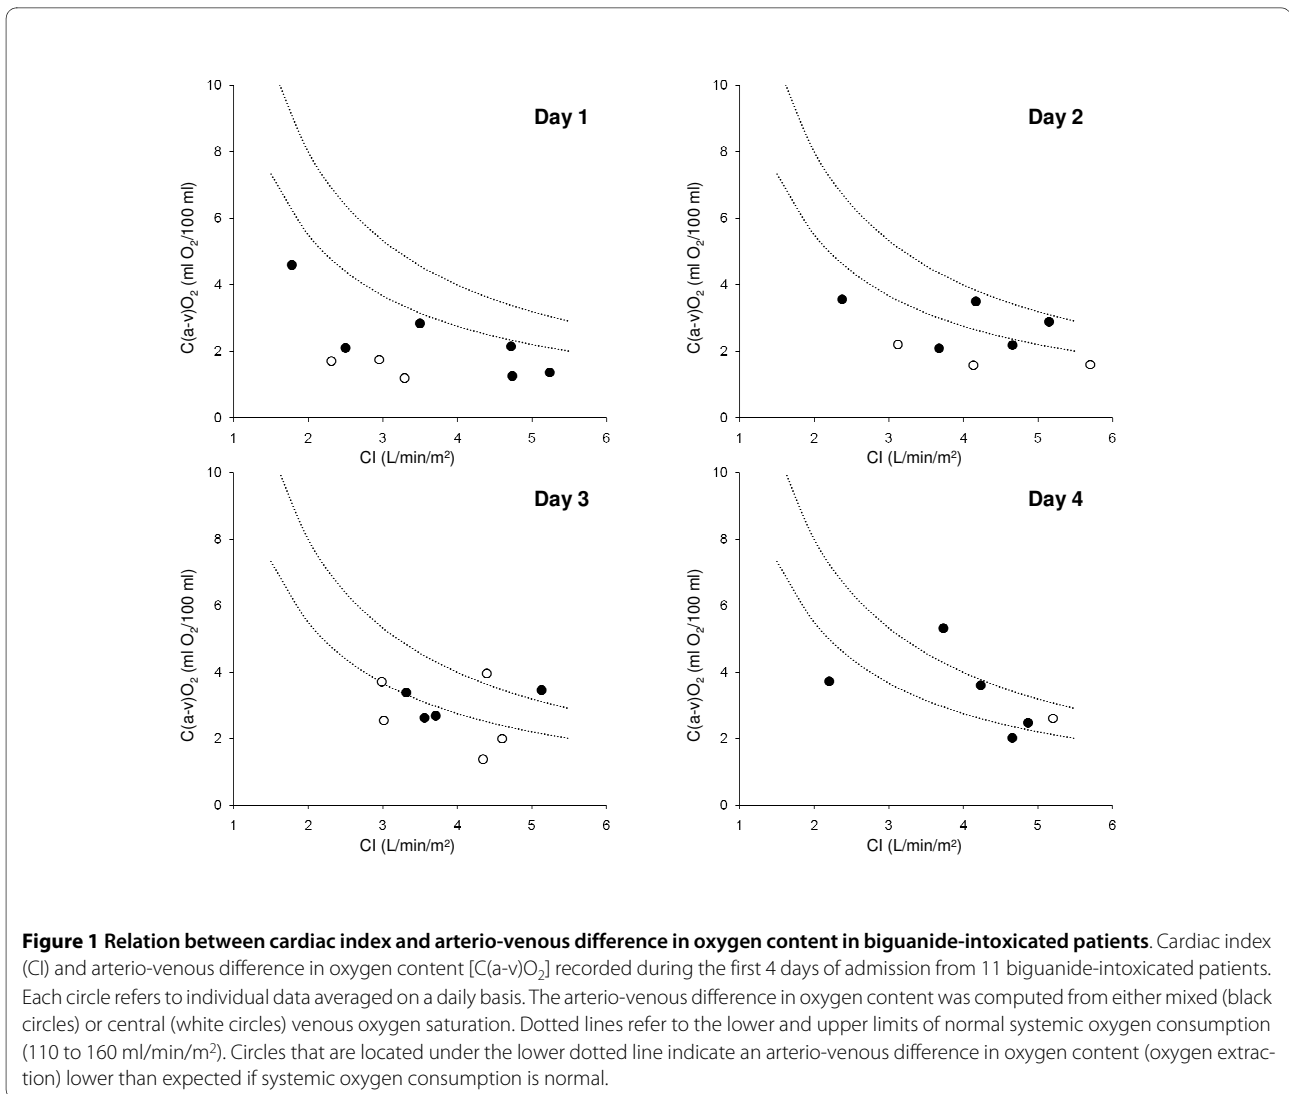 Day 1
10
8
6
4
2
0
C(a-v)O2 (ml O2/100 ml)
1 2 3 4 5 6
CI (L/min/m²)
Day 2
10
8
6
4
2
0
C(a-v)O2 (ml O2/100 ml)
1 2 3 4 5 6
CI (L/min/m²)
Day 3
10
8
6
4
2
0
C(a-v)O2 (ml O2/100 ml)
1 2 3 4 5 6
CI (L/min/m²)
Day 4
10
8
6
4
2
0
C(a-v)O2 (ml O2/100 ml)
1 2 3 4 5 6
CI (L/min/m²)
Figure 1 Relation between cardiac index and arterio-venous difference in oxygen content in biguanide-intoxicated patients. Cardiac index
(CI) and arterio-venous difference in oxygen content [C(a-v)O2] recorded during the first 4 days of admission from 11 biguanide-intoxicated patients.
Each circle refers to individual data averaged on a daily basis. The arterio-venous difference in oxygen content was computed from either mixed (black
circles) or central (white circles) venous oxygen saturation. Dotted lines refer to the lower and upper limits of normal systemic oxygen consumption
(110 to 160 ml/min/m²). Circles that are located under the lower dotted line indicate an arterio-venous difference in oxygen content (oxygen extrac-
tion) lower than expected if systemic oxygen consumption is normal.